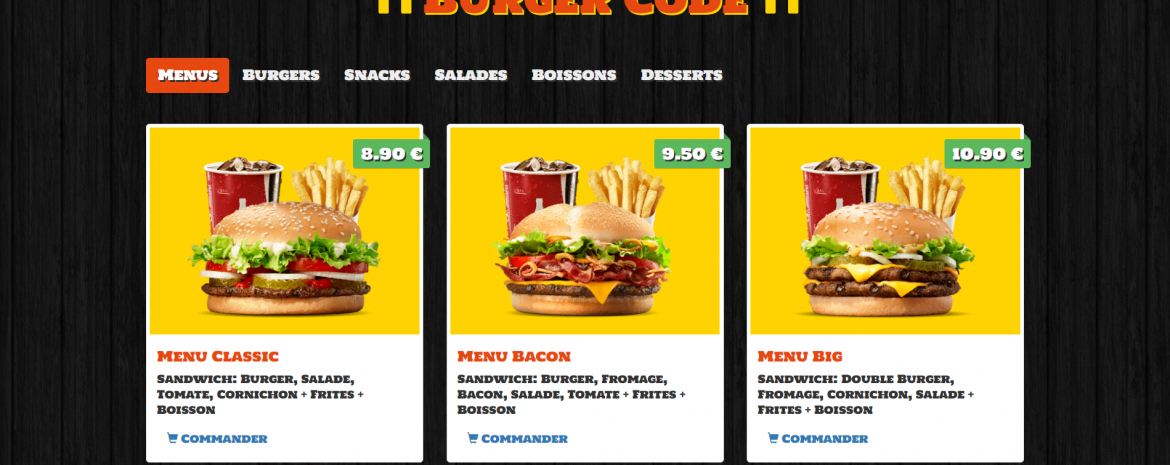 Burger Code
Menus Burgers Snacks Salades Boissons Desserts
8.90 €
9.50 €
10.90 €
Menu Classic
Sandwich: Burger, Salade,
Tomate, Cornichon + Frites +
Boisson
Commander
Menu Bacon
Sandwich: Burger, Fromage,
Bacon, Salade, Tomate + Frites +
Boisson
Commander
Menu Big
Sandwich: Double Burger,
Fromage, Cornichon, Salade +
Frites + Boisson
Commander